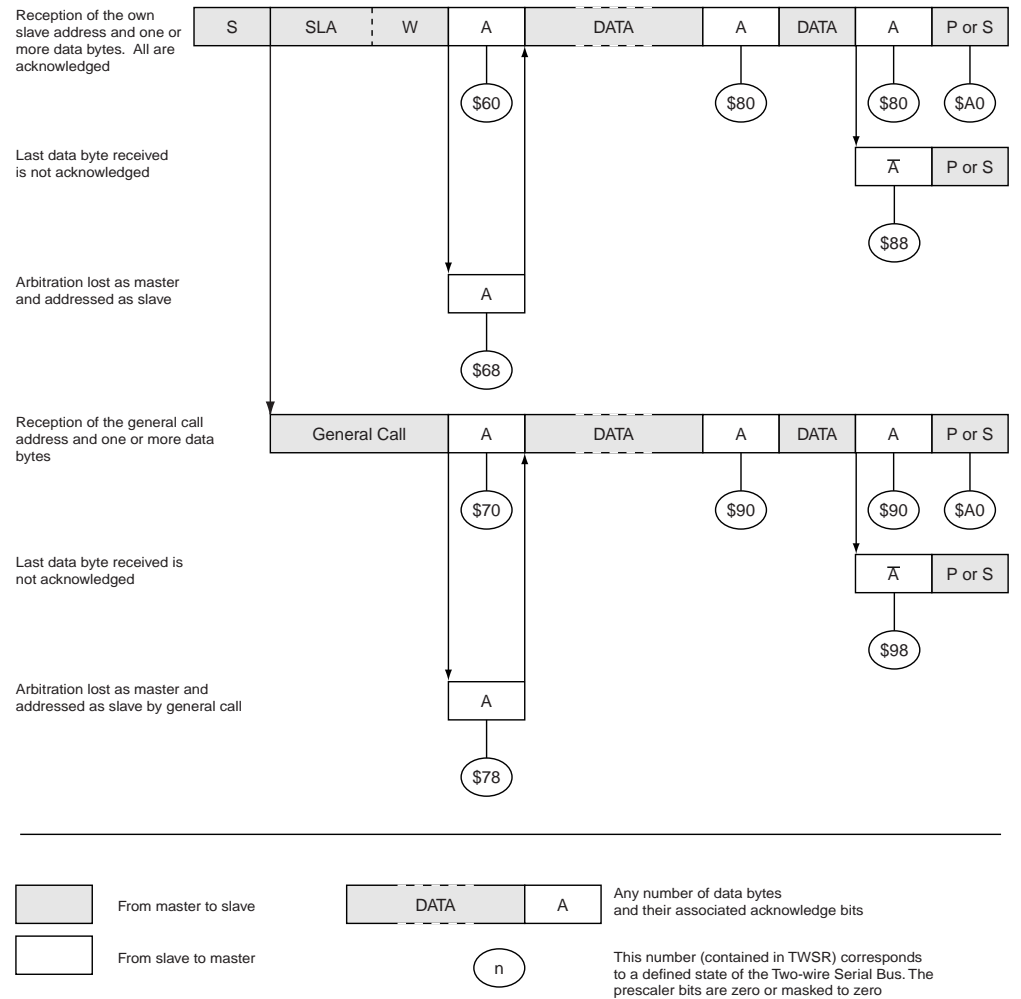 Reception of the own
slave address and one or
more data bytes.  All are
acknowledged
S SLA W A DATA A DATA A P or S
$60 $80 $80 $A0
Last data byte received
is not acknowledged
A̅ P or S
$88
Arbitration lost as master
and addressed as slave
A
$68
Reception of the general call
address and one or more data
bytes
General Call A DATA A DATA A P or S
$70 $90 $90 $A0
Last data byte received is
not acknowledged
A̅ P or S
$98
Arbitration lost as master and
addressed as slave by general call
A
$78
From master to slave
DATA A
Any number of data bytes
and their associated acknowledge bits
From slave to master
n
This number (contained in TWSR) corresponds
to a defined state of the Two-wire Serial Bus. The
prescaler bits are zero or masked to zero